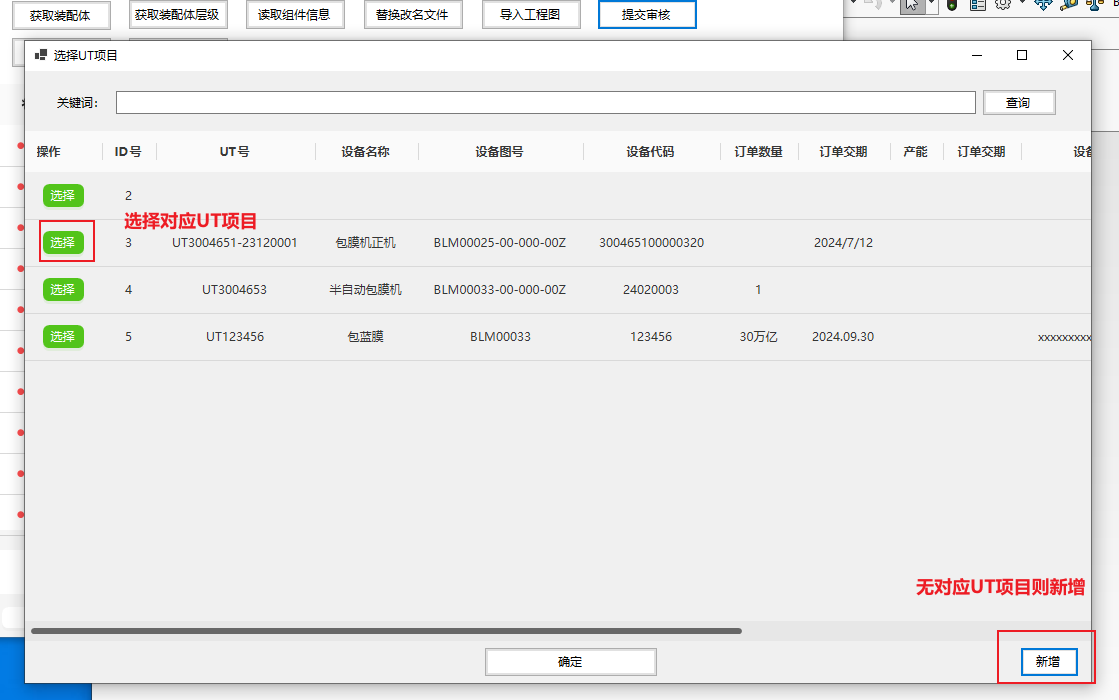 获取装配体 获取装配体层级 读取组件信息 替换改名文件 导入工程图 提交审核
选择UT项目
关键词： 查询
操作 ID号 UT号 设备名称 设备图号 设备代码 订单数量 订单交期 产能 订单交期 设备
选择 2
选择对应UT项目
选择 3 UT3004651-23120001 包膜机正机 BLM00025-00-000-00Z 300465100000320 2024/7/12
选择 4 UT3004653 半自动包膜机 BLM00033-00-000-00Z 24020003 1
选择 5 UT123456 包蓝膜 BLM00033 123456 30万亿 2024.09.30 xxxxxxxxx
无对应UT项目则新增
确定 新增